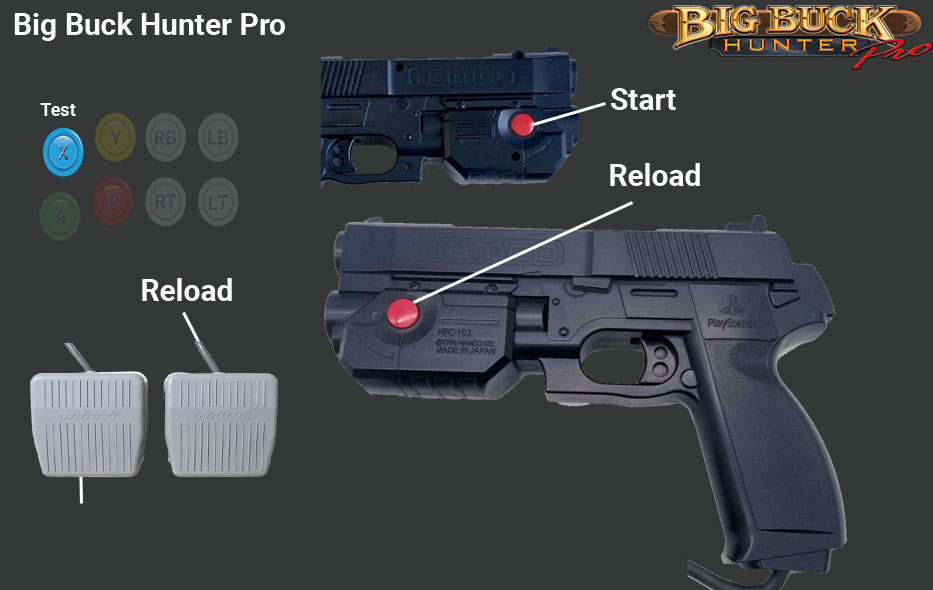 Big Buck Hunter Pro
BIG BUCK
HUNTER Pro
namco
Test
Start
X
Y
RB
LB
A
B
RT
LT
Reload
Reload
namco
NPC-103
©1996 NAMCO LTD.
MADE IN JAPAN
PlayStation